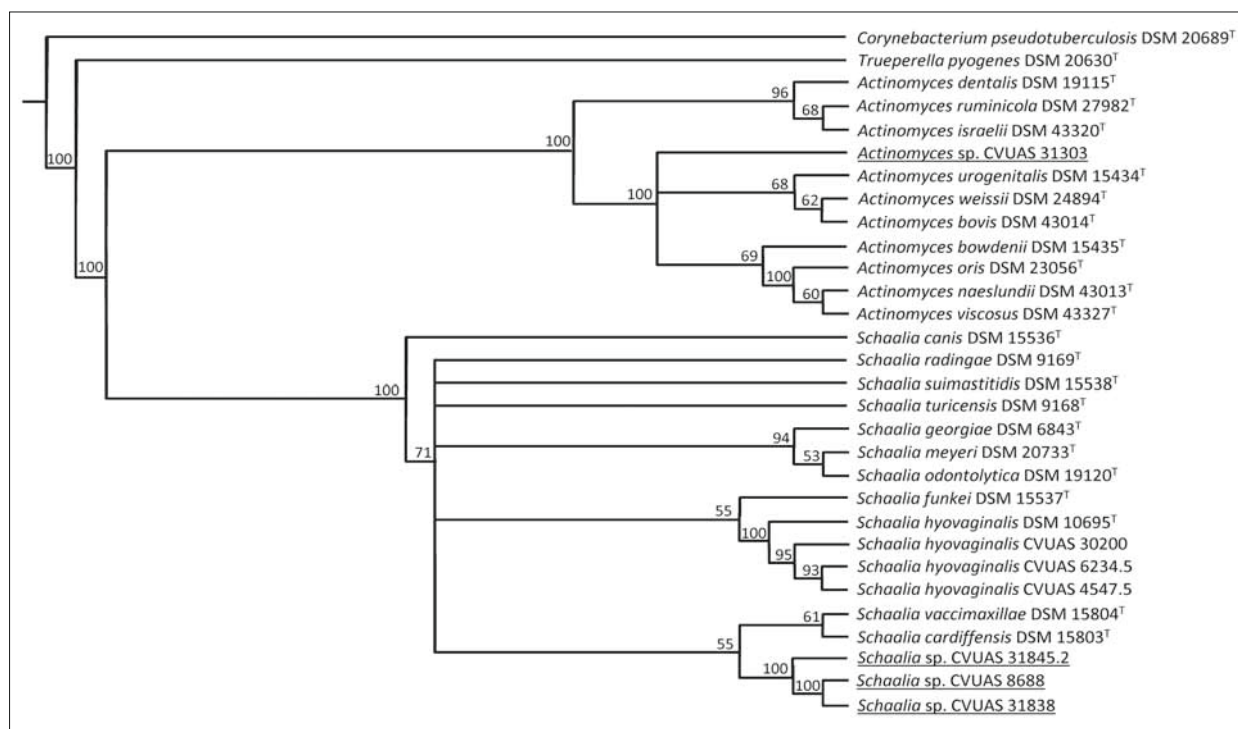 Corynebacterium pseudotuberculosis DSM 20689ᵀ
Trueperella pyogenes DSM 20630ᵀ
Actinomyces dentalis DSM 19115ᵀ
96
Actinomyces ruminicola DSM 27982ᵀ
68
Actinomyces israelii DSM 43320ᵀ
100
100
Actinomyces sp. CVUAS 31303
Actinomyces urogenitalis DSM 15434ᵀ
68
Actinomyces weissii DSM 24894ᵀ
62
100
Actinomyces bovis DSM 43014ᵀ
Actinomyces bowdenii DSM 15435ᵀ
69
Actinomyces oris DSM 23056ᵀ
100
100
Actinomyces naeslundii DSM 43013ᵀ
60
Actinomyces viscosus DSM 43327ᵀ
Schaalia canis DSM 15536ᵀ
Schaalia radingae DSM 9169ᵀ
Schaalia suimastitidis DSM 15538ᵀ
100
Schaalia turicensis DSM 9168ᵀ
Schaalia georgiae DSM 6843ᵀ
94
Schaalia meyeri DSM 20733ᵀ
71
53
Schaalia odontolytica DSM 19120ᵀ
Schaalia funkei DSM 15537ᵀ
55
Schaalia hyovaginalis DSM 10695ᵀ
100
Schaalia hyovaginalis CVUAS 30200
95
Schaalia hyovaginalis CVUAS 6234.5
93
Schaalia hyovaginalis CVUAS 4547.5
Schaalia vaccimaxillae DSM 15804ᵀ
61
Schaalia cardiffensis DSM 15803ᵀ
55
Schaalia sp. CVUAS 31845.2
100
Schaalia sp. CVUAS 8688
100
Schaalia sp. CVUAS 31838